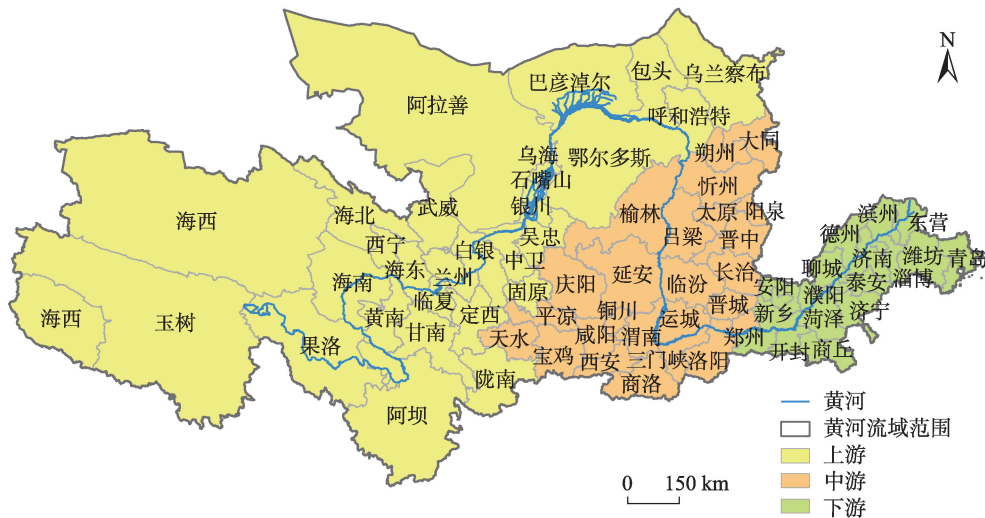 N
包头
乌兰察布
巴彦淖尔
阿拉善
呼和浩特
大同
朔州
乌海
鄂尔多斯
石嘴山
忻州
银川
武威
榆林
太原
阳泉
海西
海北
滨州
东营
西宁
吴忠
吕梁
晋中
德州
白银
中卫
济南
潍坊
青岛
海东
兰州
延安
临汾
长治
聊城
淄博
海南
庆阳
泰安
安阳
濮阳
临夏
固原
晋城
海西
玉树
黄南
甘南
定西
平凉
铜川
运城
新乡
菏泽
济宁
果洛
天水
咸阳
渭南
郑州
宝鸡
西安
三门峡
洛阳
开封
商丘
陇南
商洛
阿坝
黄河
黄河流域范围
上游
中游
下游
0 150 km